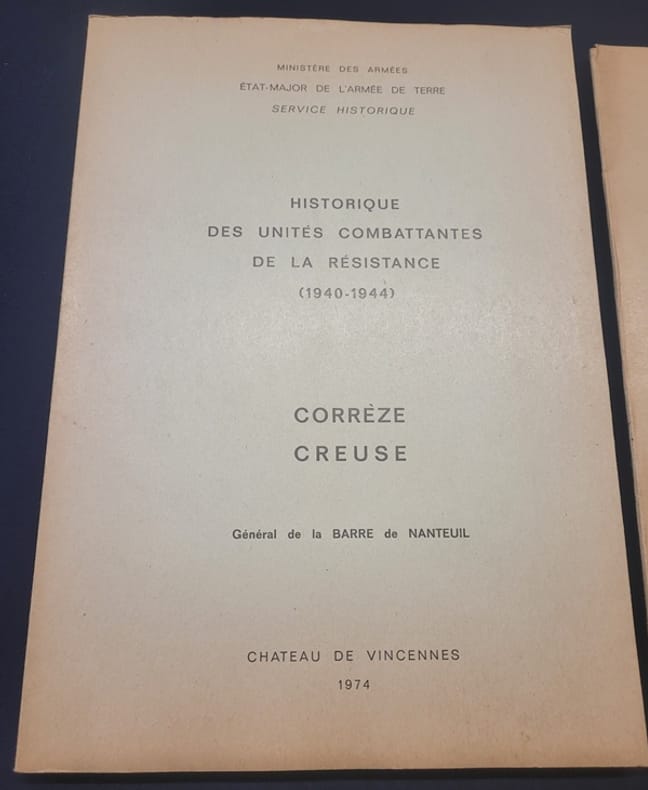 MINISTÈRE DES ARMÉES
ÉTAT-MAJOR DE L'ARMÉE DE TERRE
SERVICE HISTORIQUE
HISTORIQUE
DES UNITÉS COMBATTANTES
DE LA RÉSISTANCE
(1940-1944)
CORRÈZE
CREUSE
Général de la BARRE de NANTEUIL
CHATEAU DE VINCENNES
1974